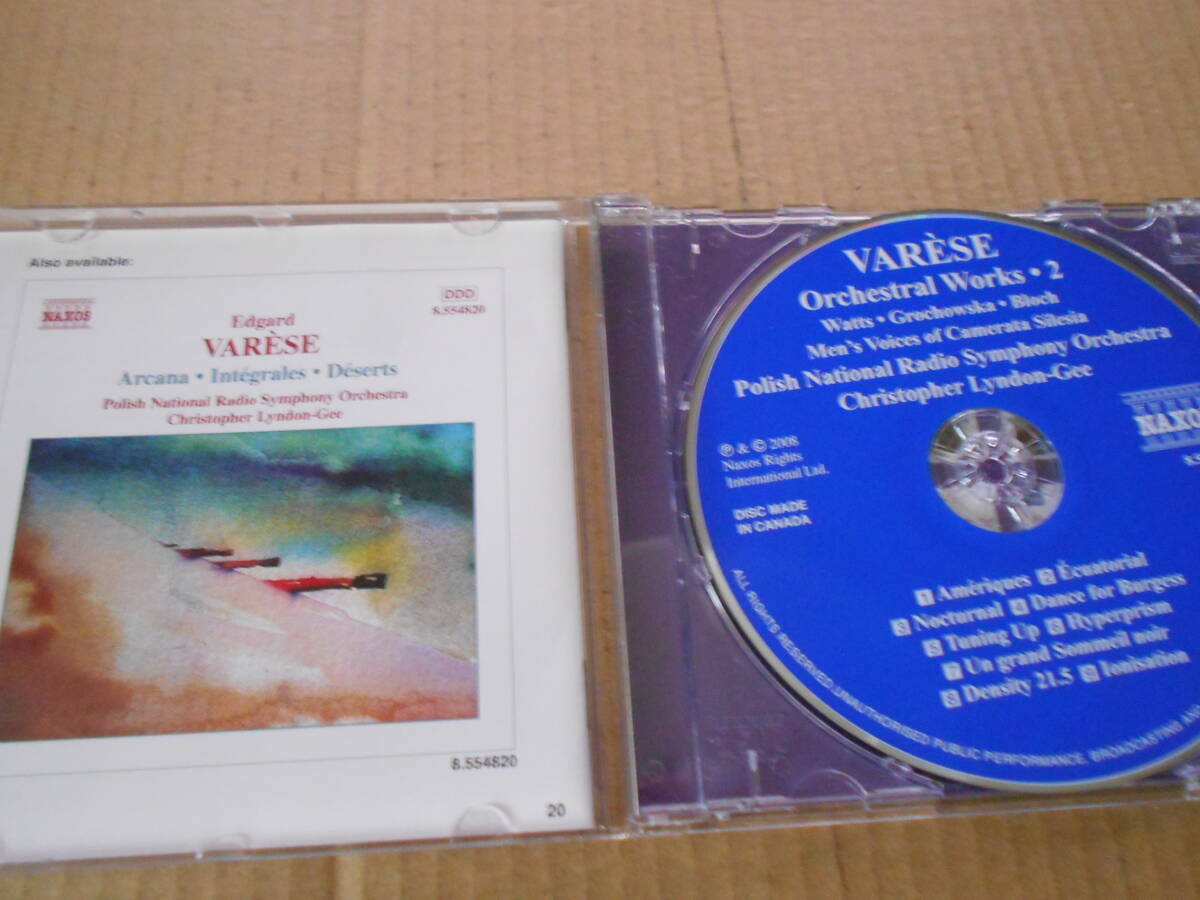 Also available:
NAXOS
DDD
8.554820
Edgard
VARÈSE
Arcana • Intégrales • Déserts
Polish National Radio Symphony Orchestra
Christopher Lyndon-Gee
8.554820
20
VARÈSE
Orchestral Works • 2
Watts • Grochowska • Bloch
Men's Voices of Camerata Silesia
Polish National Radio Symphony Orchestra
Christopher Lyndon-Gee
℗ & © 2008
Naxos Rights
International Ltd.
DISC MADE
IN CANADA
NAXOS
1 Amériques 2 Écuatorial
3 Nocturnal 4 Dance for Burgess
5 Tuning Up 6 Hyperprism
7 Un grand Sommeil noir
8 Density 21.5 9 Ionisation
ALL RIGHTS RESERVED. UNAUTHORISED PUBLIC PERFORMANCE, BROADCASTING